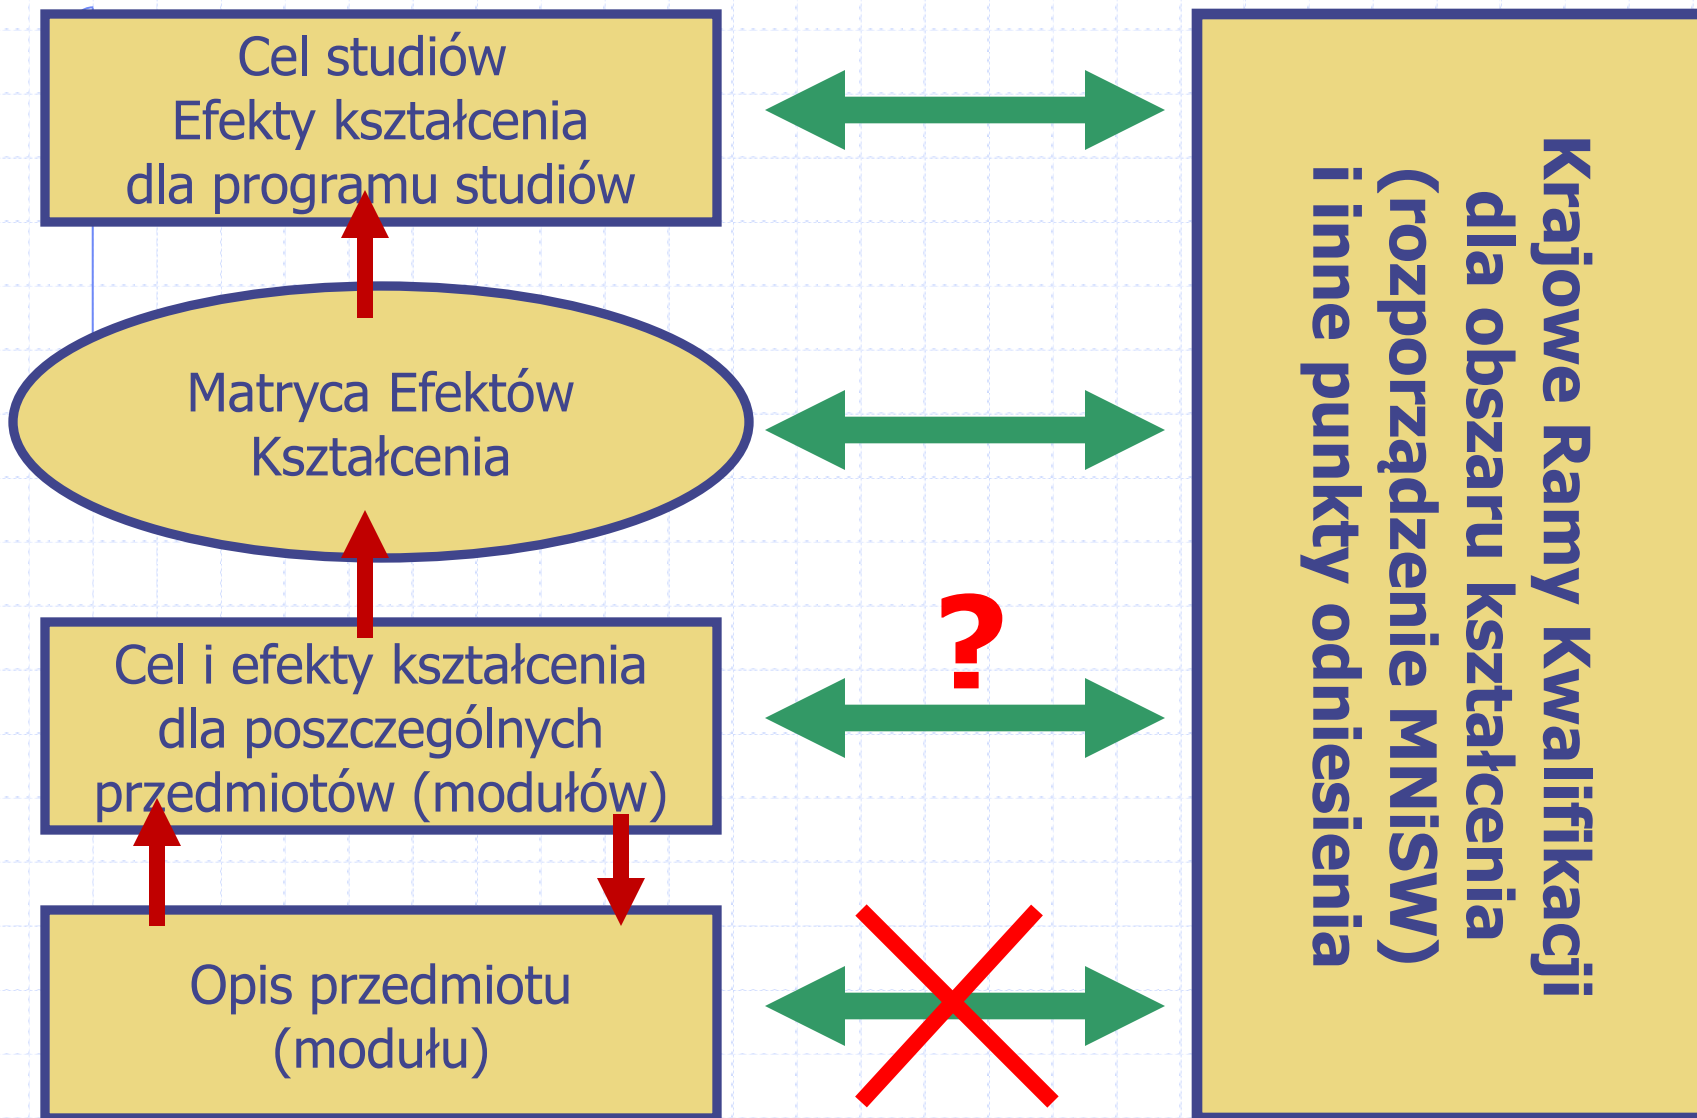 Cel studiów
Efekty kształcenia
dla programu studiów
Matryca Efektów
Kształcenia
?
Cel i efekty kształcenia
dla poszczególnych
przedmiotów (modułów)
Opis przedmiotu
(modułu)
Krajowe Ramy Kwalifikacji
dla obszaru kształcenia
(rozporządzenie MNiSW)
i inne punkty odniesienia